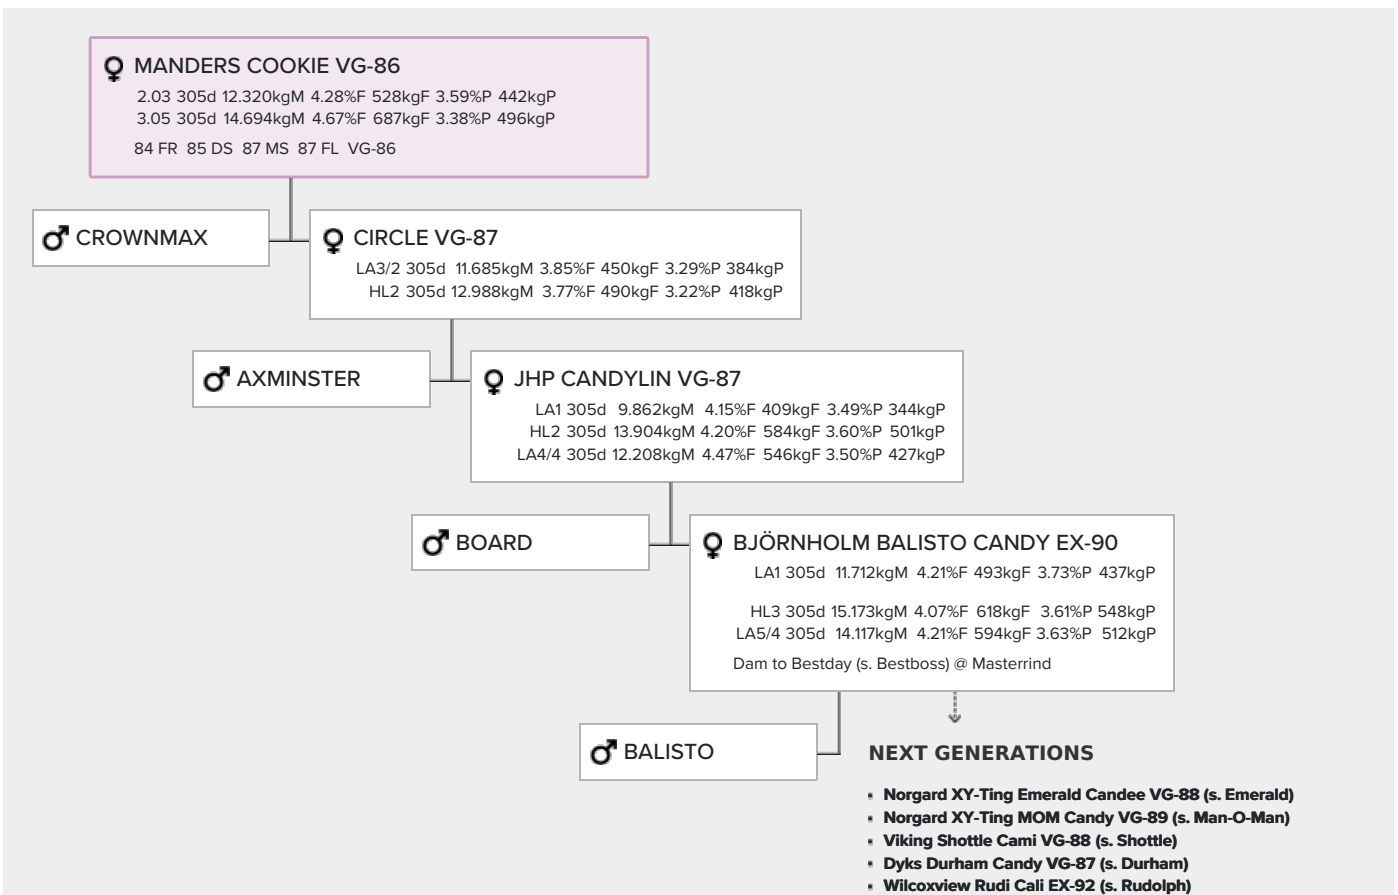 MANDERS COOKIE VG-86
2.03 305d 12.320kgM 4.28%F 528kgF 3.59%P 442kgP
3.05 305d 14.694kgM 4.67%F 687kgF 3.38%P 496kgP
84 FR 85 DS 87 MS 87 FL VG-86
CROWNMAX
CIRCLE VG-87
LA3/2 305d 11.685kgM 3.85%F 450kgF 3.29%P 384kgP
HL2 305d 12.988kgM 3.77%F 490kgF 3.22%P 418kgP
AXMINSTER
JHP CANDYLIN VG-87
LA1 305d 9.862kgM 4.15%F 409kgF 3.49%P 344kgP
HL2 305d 13.904kgM 4.20%F 584kgF 3.60%P 501kgP
LA4/4 305d 12.208kgM 4.47%F 546kgF 3.50%P 427kgP
BOARD
BJÖRNHOLM BALISTO CANDY EX-90
LA1 305d 11.712kgM 4.21%F 493kgF 3.73%P 437kgP
HL3 305d 15.173kgM 4.07%F 618kgF 3.61%P 548kgP
LA5/4 305d 14.117kgM 4.21%F 594kgF 3.63%P 512kgP
Dam to Bestday (s. Bestboss) @ Masterrind
BALISTO
NEXT GENERATIONS
Norgard XY-Ting Emerald Candee VG-88 (s. Emerald)
Norgard XY-Ting MOM Candy VG-89 (s. Man-O-Man)
Viking Shottle Cami VG-88 (s. Shottle)
Dyks Durham Candy VG-87 (s. Durham)
Wilcoxview Rudi Cali EX-92 (s. Rudolph)